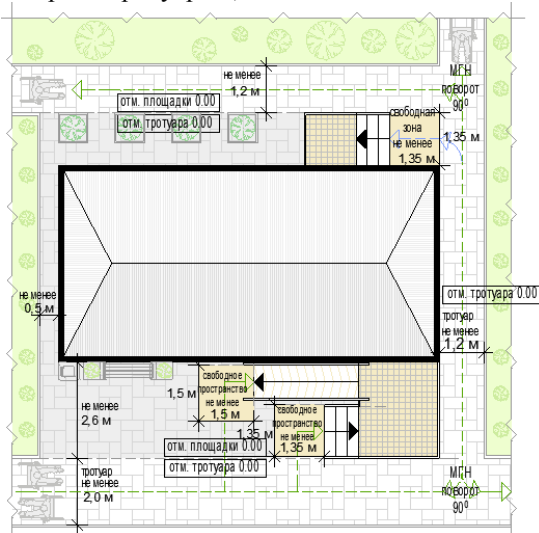 не менее
1,2 м
МГН
поворот
90⁰
отм. площадки 0.00
отм. тротуара 0.00
свободная
зона
не менее
1,35 м
1,35 м
не менее
0,5 м
отм. тротуара 0.00
тротуар
не менее
1,2 м
свободное
пространство
не менее
1,5 м
1,5 м
свободное
пространство
не менее
1,35 м
1,35 м
не менее
2,6 м
отм. площадки 0.00
отм. тротуара 0.00
тротуар
не менее
2,0 м
МГН
поворот
90⁰